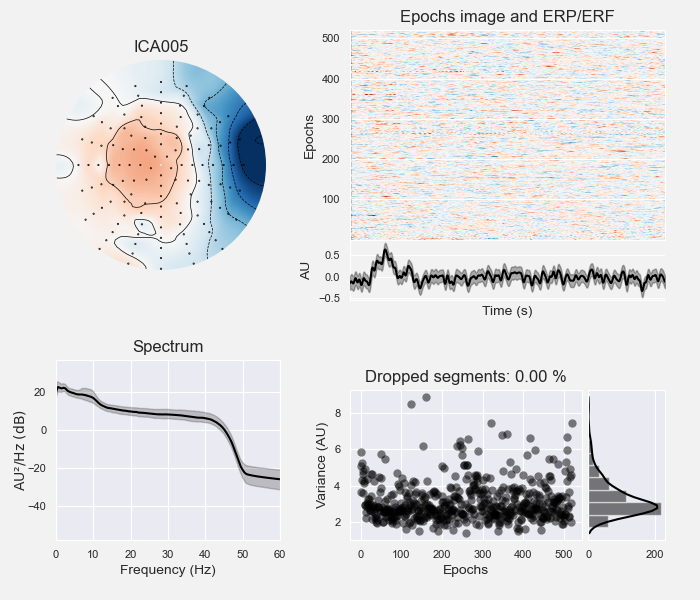 ICA005
Epochs image and ERP/ERF
500
400
300
200
100
Epochs
0.5
0.0
−0.5
AU
Time (s)
Spectrum
20
0
−20
−40
AU²/Hz (dB)
0 10 20 30 40 50 60
Frequency (Hz)
Dropped segments: 0.00 %
8
6
4
2
Variance (AU)
0 100 200 300 400 500
Epochs
0 200